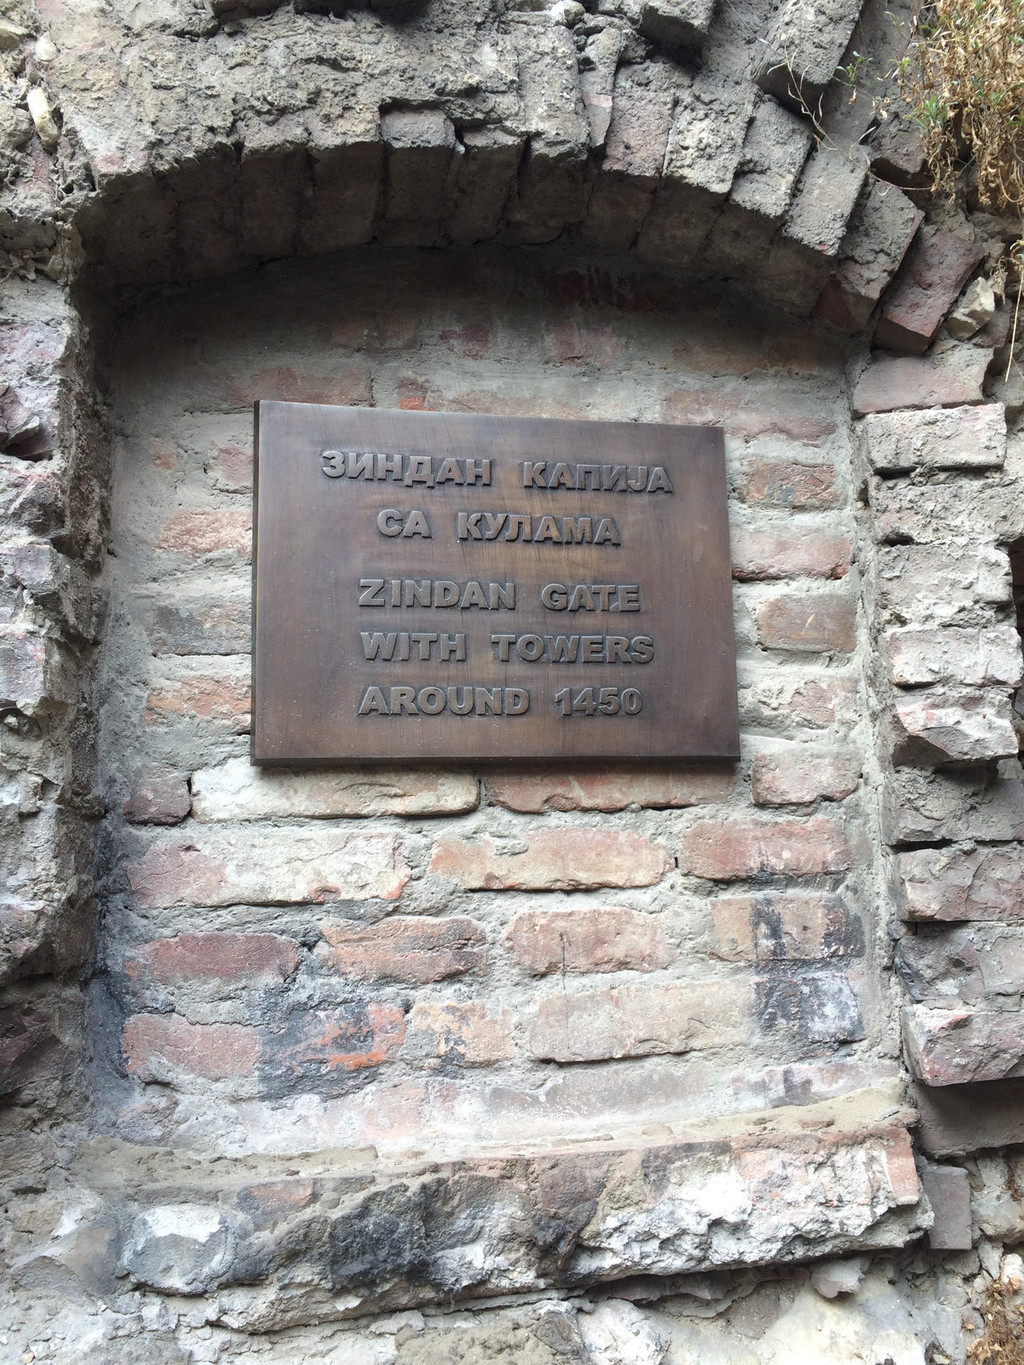 ЗИНДАН КАПИЈА
СА КУЛАМА
ZINDAN GATE
WITH TOWERS
AROUND 1450